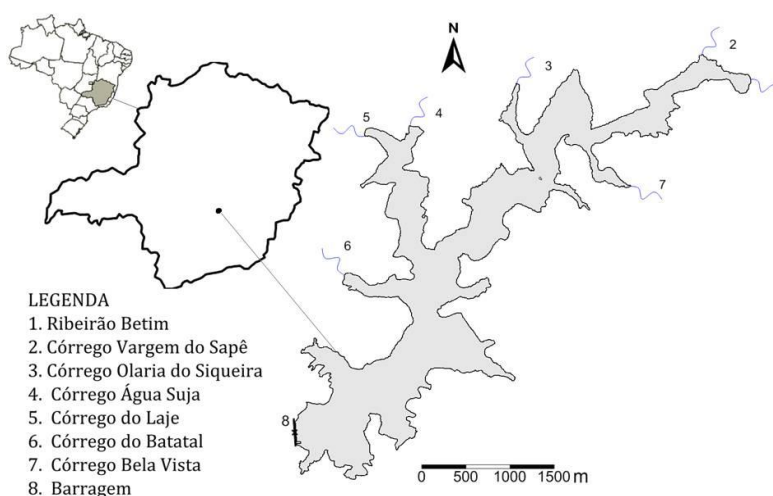 N
2
3
5
4
7
6
LEGENDA
1. Ribeirão Betim
2. Córrego Vargem do Sapê
3. Córrego Olaria do Siqueira
4. Córrego Água Suja
5. Córrego do Laje
6. Córrego do Batatal
7. Córrego Bela Vista
8. Barragem
8
0 500 1000 1500 m